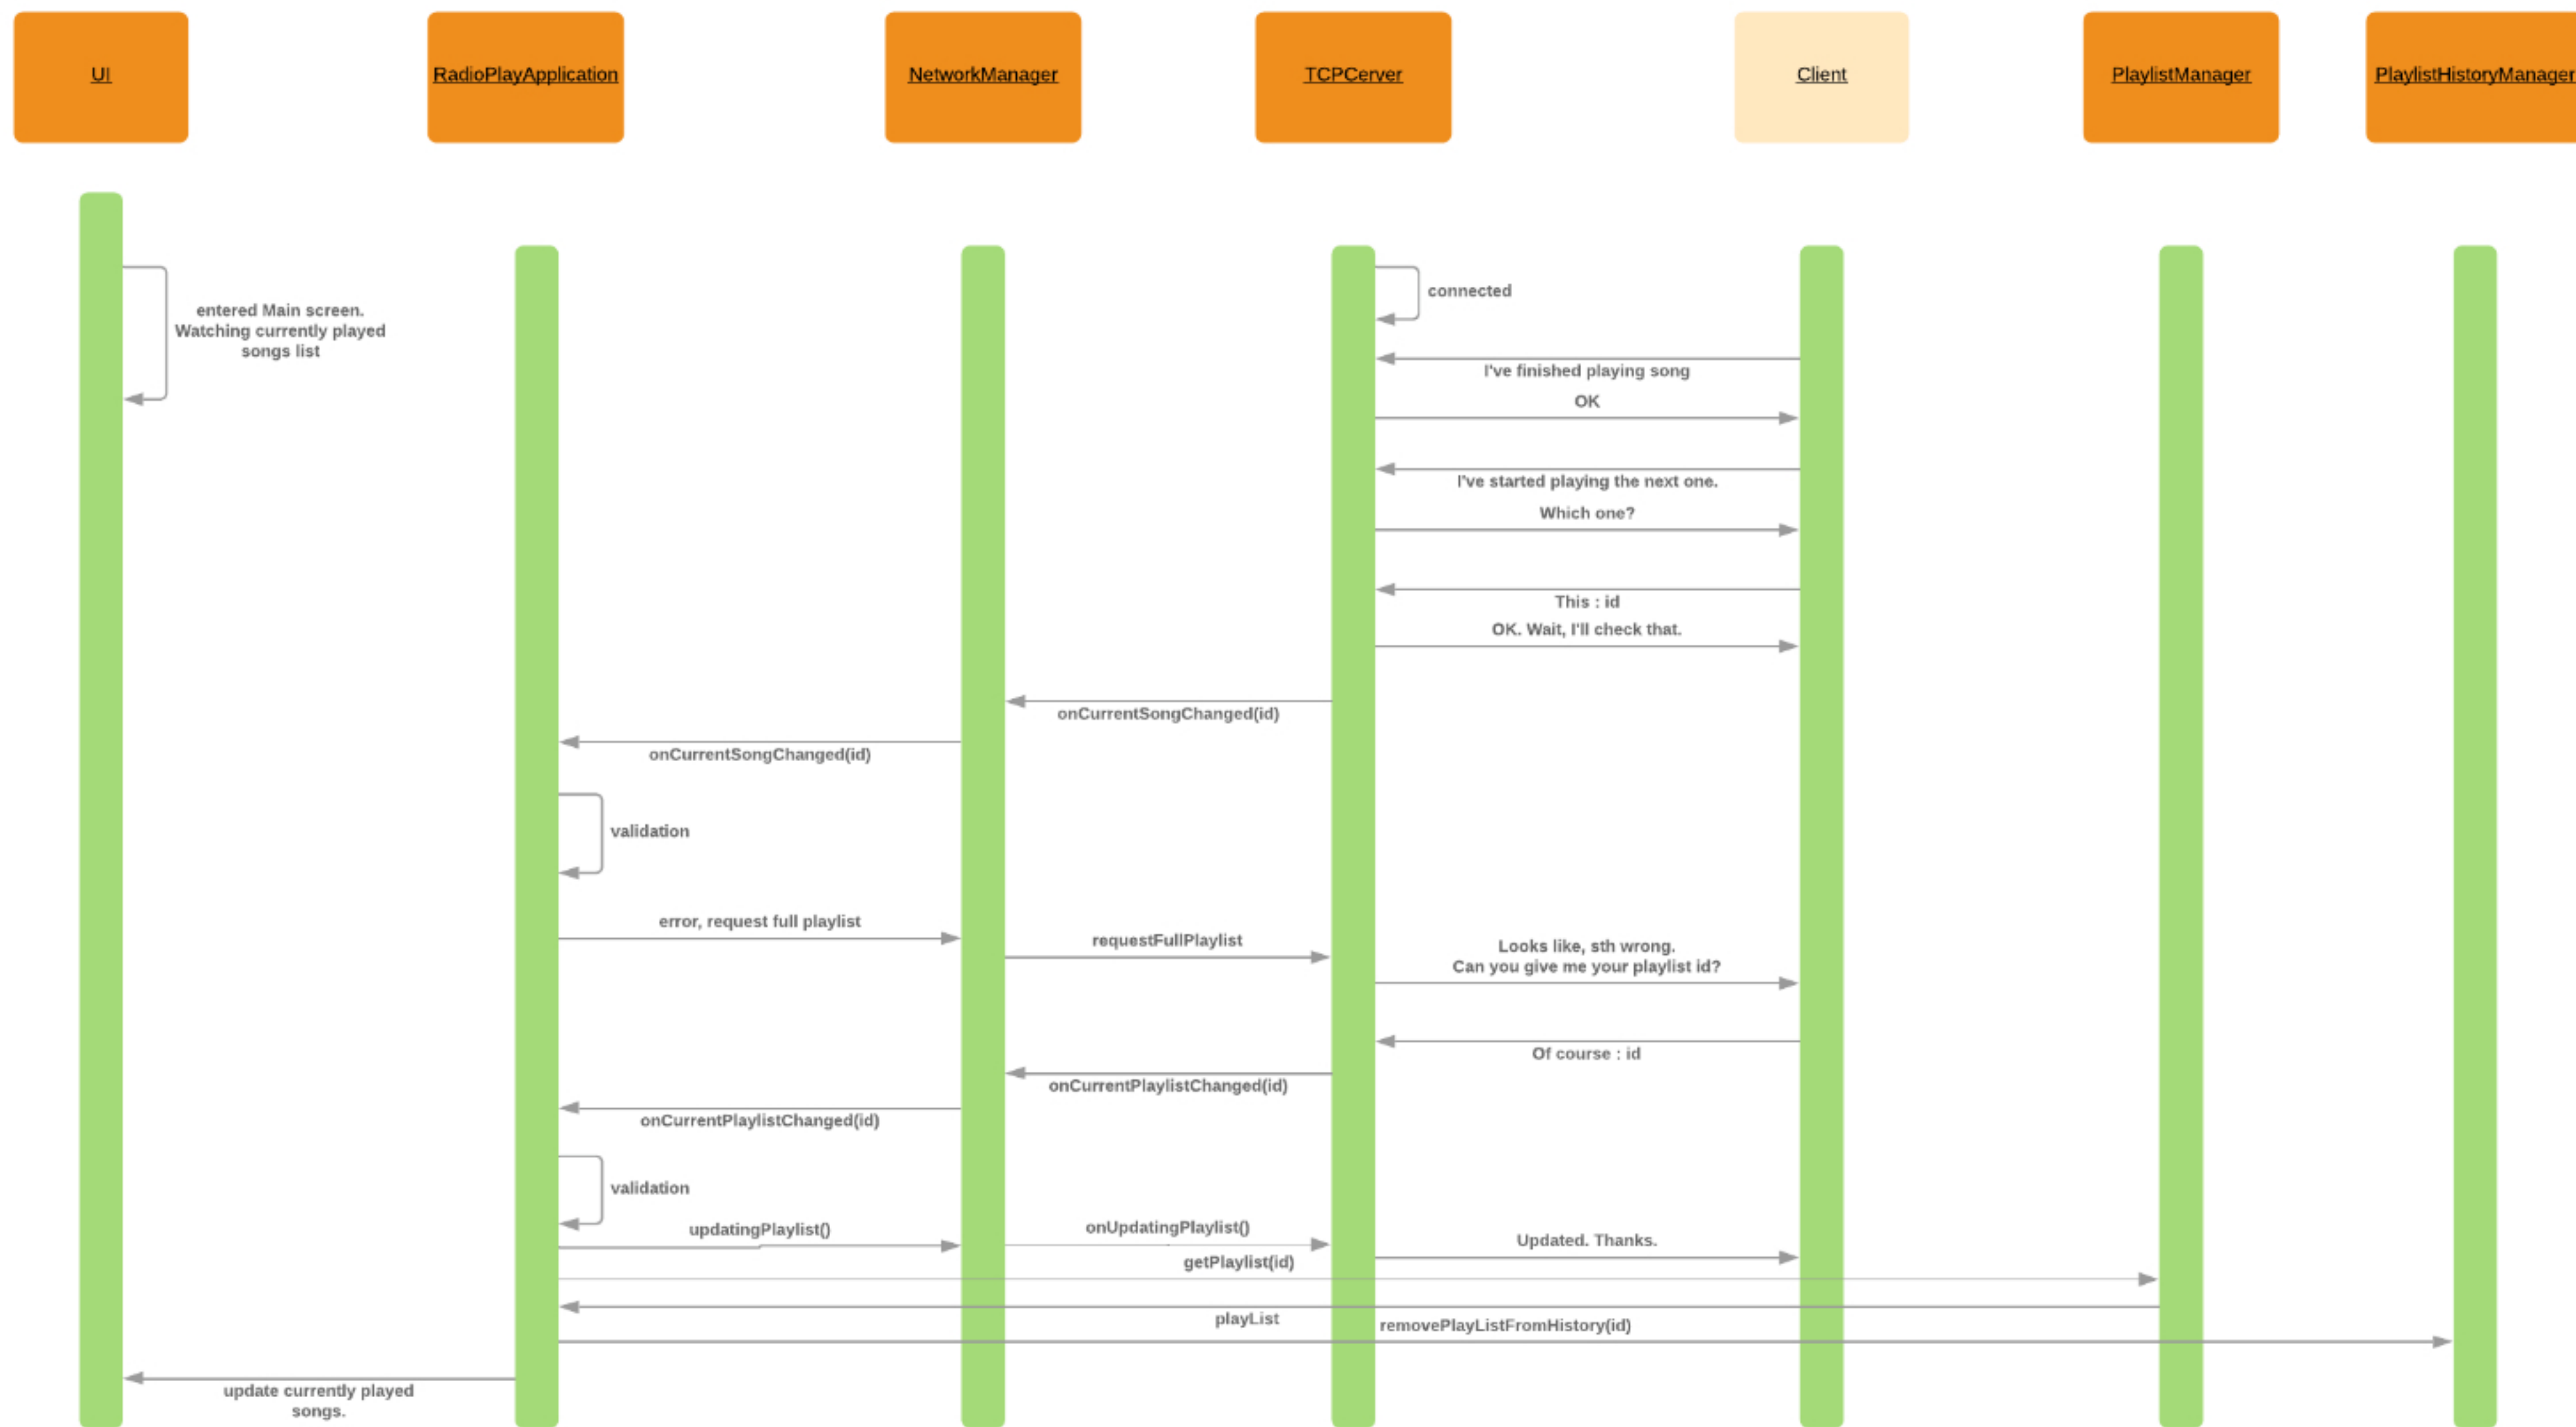 UI
RadioPlayApplication
NetworkManager
TCPCerver
Client
PlaylistManager
PlaylistHistoryManager
entered Main screen.
Watching currently played
songs list
connected
I've finished playing song
OK
I've started playing the next one.
Which one?
This : id
OK. Wait, I'll check that.
onCurrentSongChanged(id)
onCurrentSongChanged(id)
validation
error, request full playlist
requestFullPlaylist
Looks like, sth wrong.
Can you give me your playlist id?
Of course : id
onCurrentPlaylistChanged(id)
onCurrentPlaylistChanged(id)
validation
updatingPlaylist()
onUpdatingPlaylist()
Updated. Thanks.
getPlaylist(id)
playList
removePlayListFromHistory(id)
update currently played
songs.